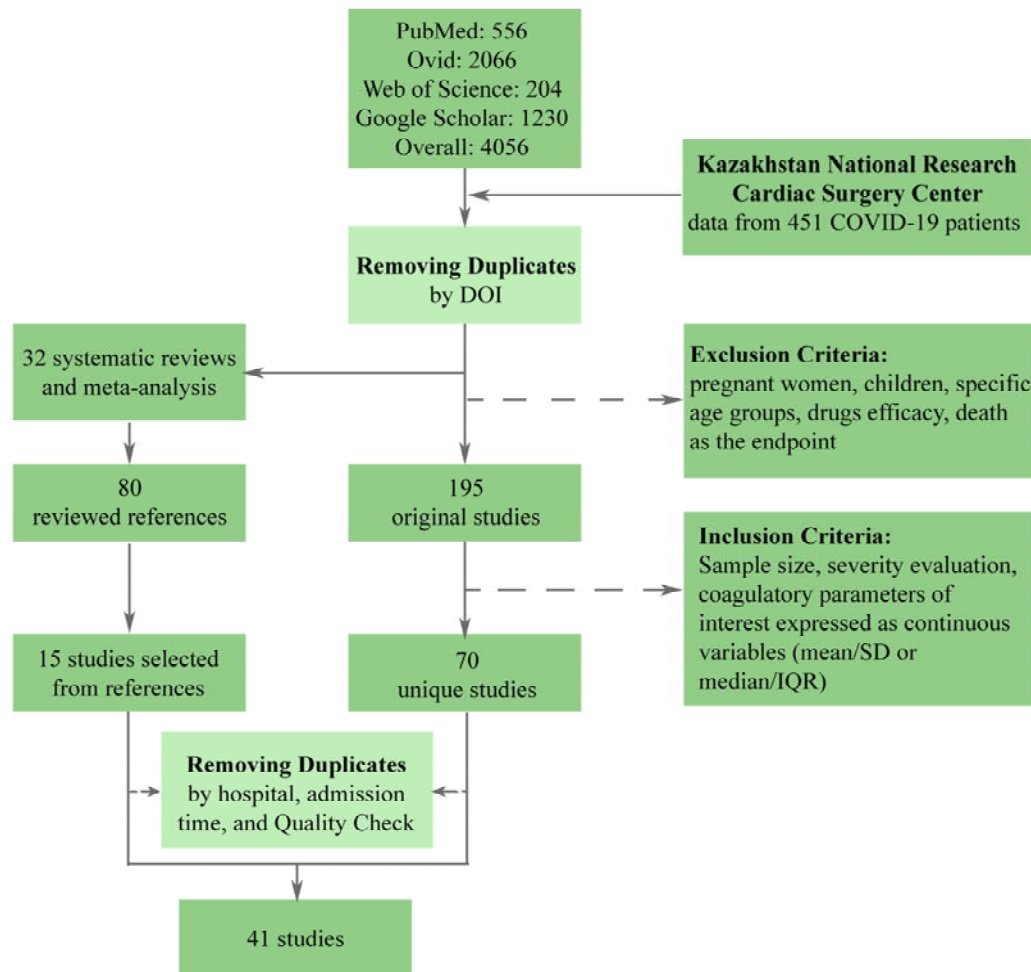 PubMed: 556
Ovid: 2066
Web of Science: 204
Google Scholar: 1230
Overall: 4056
Kazakhstan National Research
Cardiac Surgery Center
data from 451 COVID-19 patients
Removing Duplicates
by DOI
32 systematic reviews
and meta-analysis
Exclusion Criteria:
pregnant women, children, specific
age groups, drugs efficacy, death
as the endpoint
80
reviewed references
195
original studies
Inclusion Criteria:
Sample size, severity evaluation,
coagulatory parameters of
interest expressed as continuous
variables (mean/SD or
median/IQR)
15 studies selected
from references
70
unique studies
Removing Duplicates
by hospital, admission
time, and Quality Check
41 studies